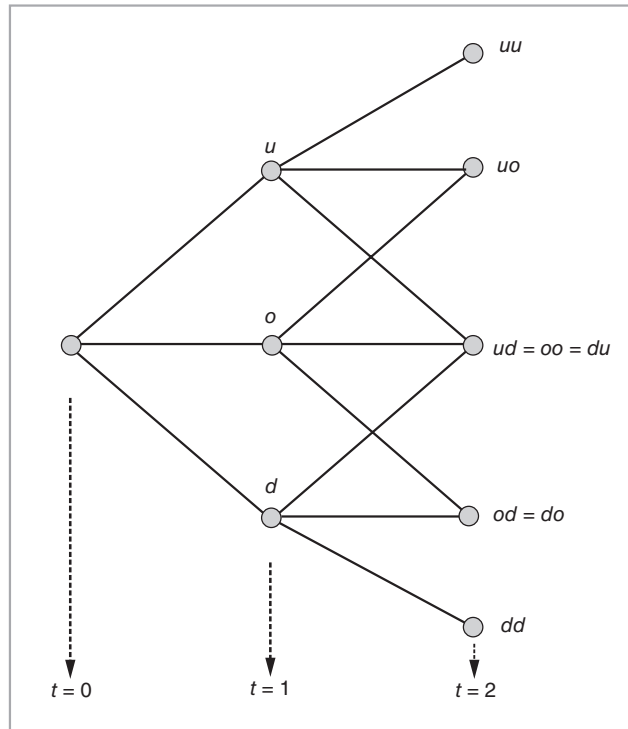 uu
u
uo
o
ud = oo = du
d
od = do
dd
t = 0
t = 1
t = 2